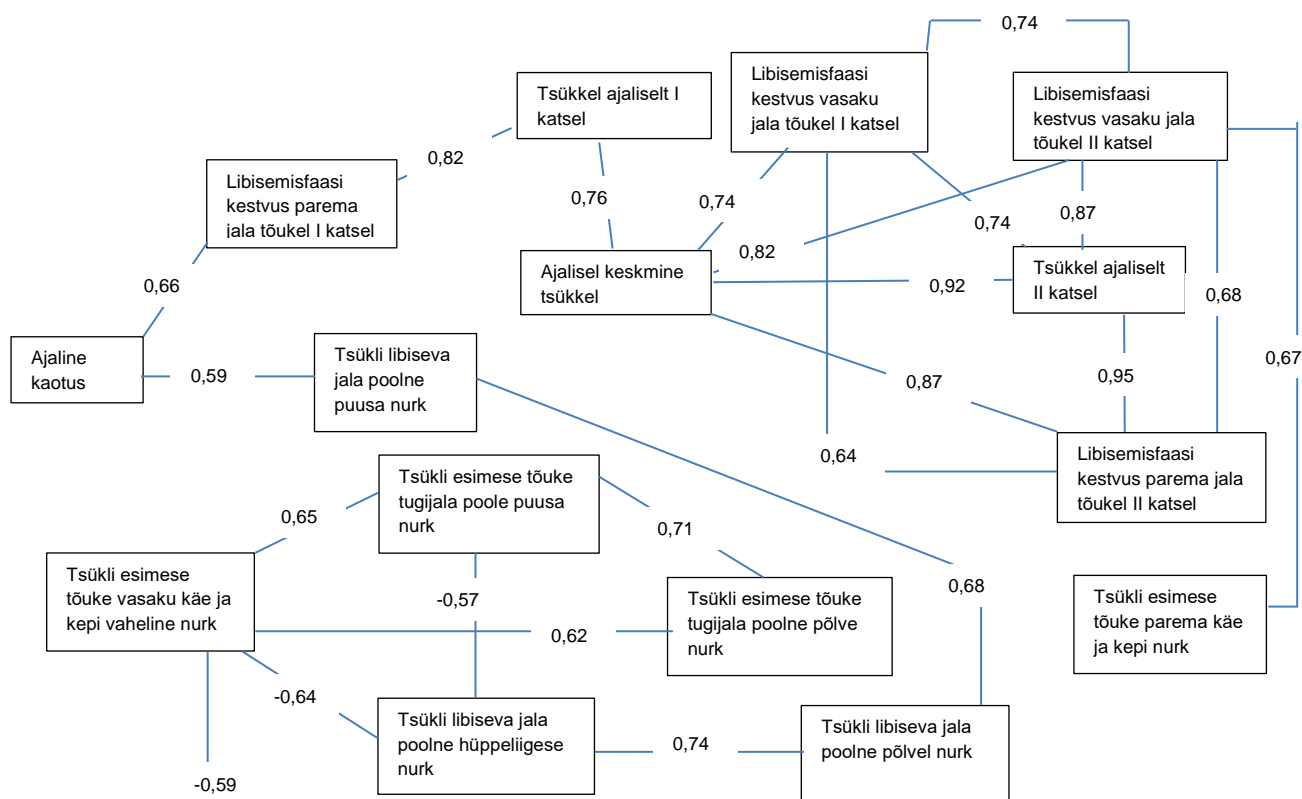 0,74
Libisemisfaasi
kestvus vasaku
jala tõukel I katsel
Libisemisfaasi
kestvus vasaku jala
tõukel II katsel
Tsükkel ajaliselt I
katsel
0,82
Libisemisfaasi
kestvus parema
jala tõukel I katsel
0,76
0,74
0,74
0,87
0,82
Ajalisel keskmine
tsükkel
0,92
Tsükkel ajaliselt
II katsel
0,66
0,68
0,67
Ajaline
kaotus
0,59
Tsükli libiseva
jala poolne
puusa nurk
0,87
0,95
0,64
Libisemisfaasi
kestvus parema jala
tõukel II katsel
Tsükli esimese tõuke
tugijala poole puusa
nurk
0,65
0,71
Tsükli esimese
tõuke vasaku käe ja
kepi vaheline nurk
-0,57
0,62
Tsükli esimese tõuke
tugijala poolne põlve
nurk
0,68
Tsükli esimese
tõuke parema käe
ja kepi nurk
-0,64
Tsükli libiseva jala
poolne hüppeliigese
nurk
0,74
Tsükli libiseva jala
poolne põlvel nurk
-0,59